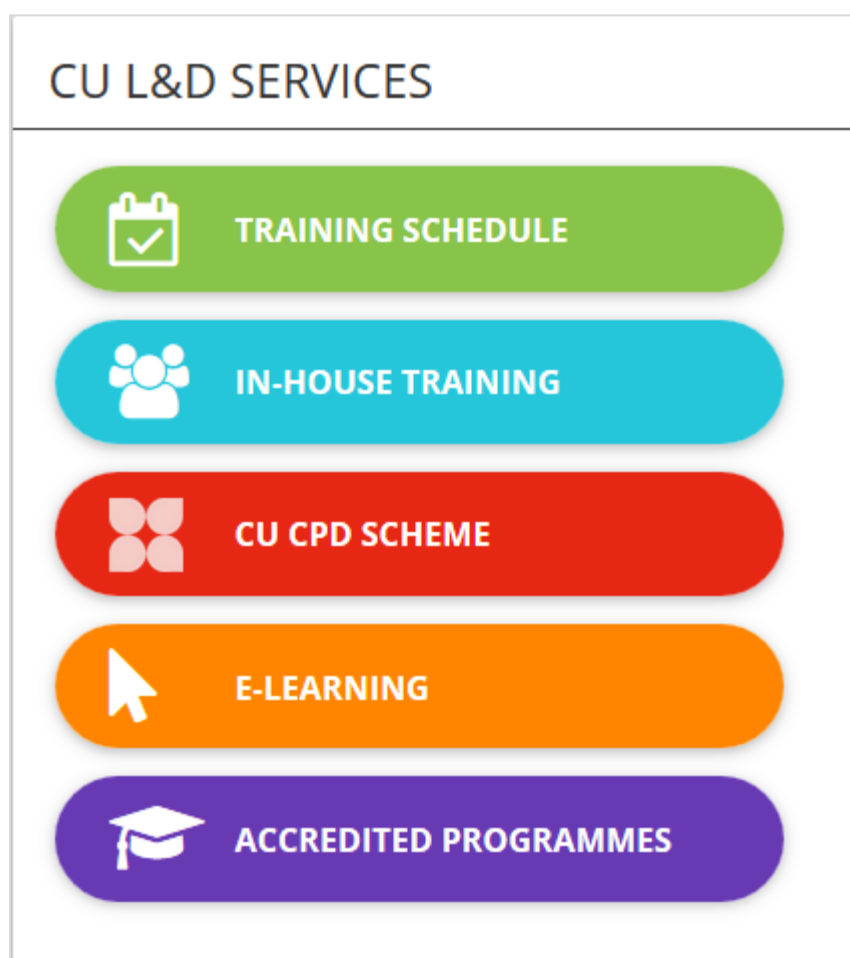 CU L&D SERVICES
TRAINING SCHEDULE
IN-HOUSE TRAINING
CU CPD SCHEME
E-LEARNING
ACCREDITED PROGRAMMES